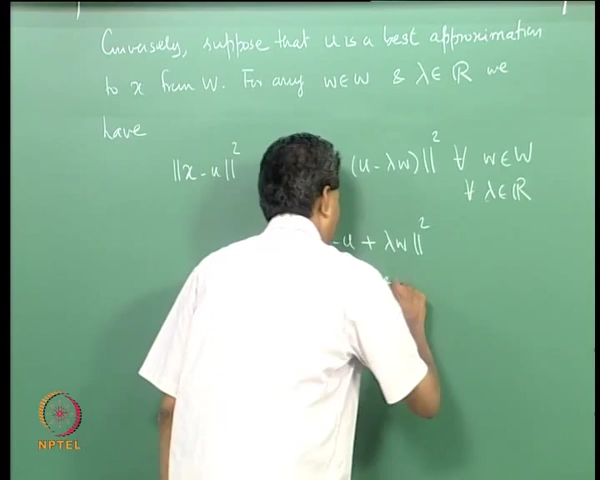 Conversely, suppose that u is a best approximation
to x from W. For any w∈W & λ∈ℝ we
have
||x-u||² (u-λw)||² ∀ w∈W
∀ λ∈ℝ
-u + λw||²
NPTEL